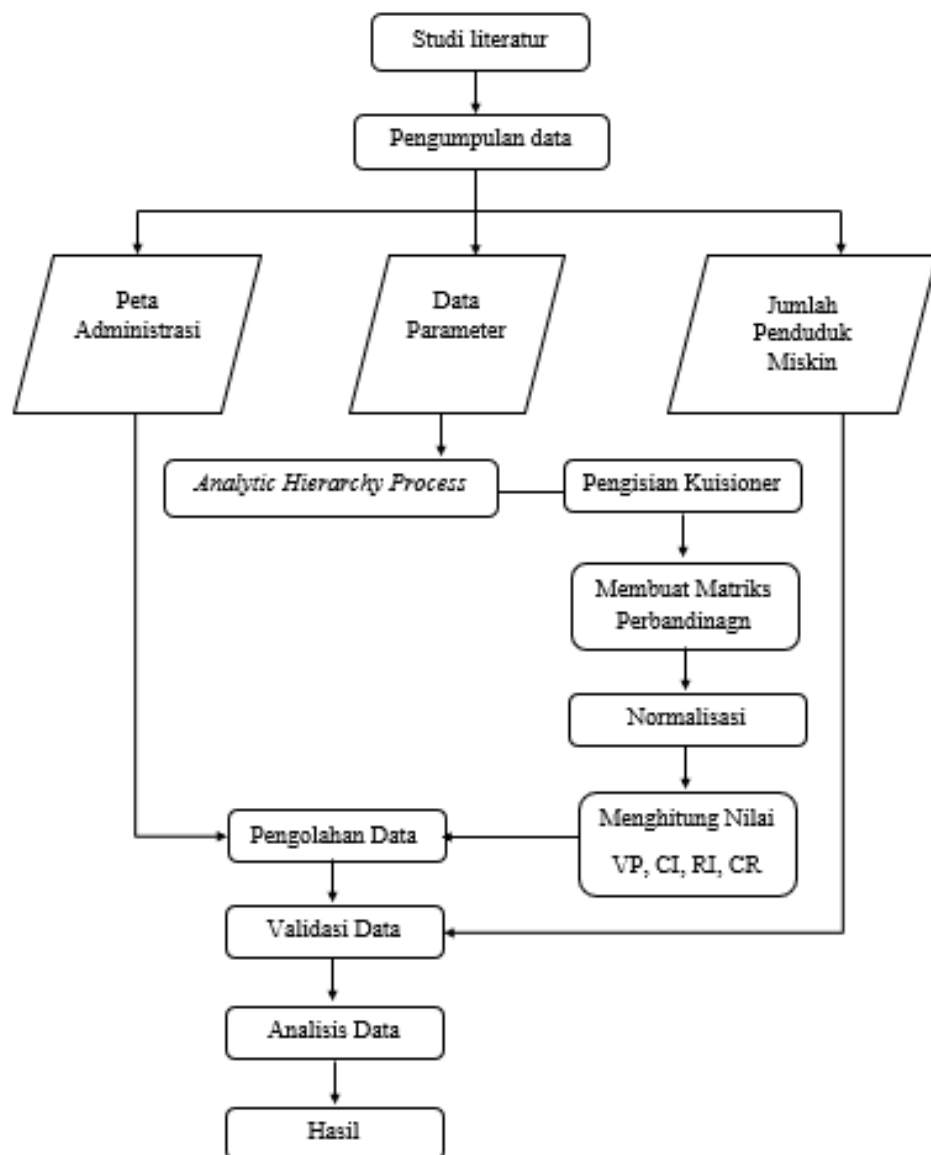 Studi literatur
Pengumpulan data
Peta
Administrasi
Data
Parameter
Jumlah
Penduduk
Miskin
Analytic Hierarchy Process
Pengisian Kuisioner
Membuat Matriks
Perbandinagn
Normalisasi
Menghitung Nilai
VP, CI, RI, CR
Pengolahan Data
Validasi Data
Analisis Data
Hasil